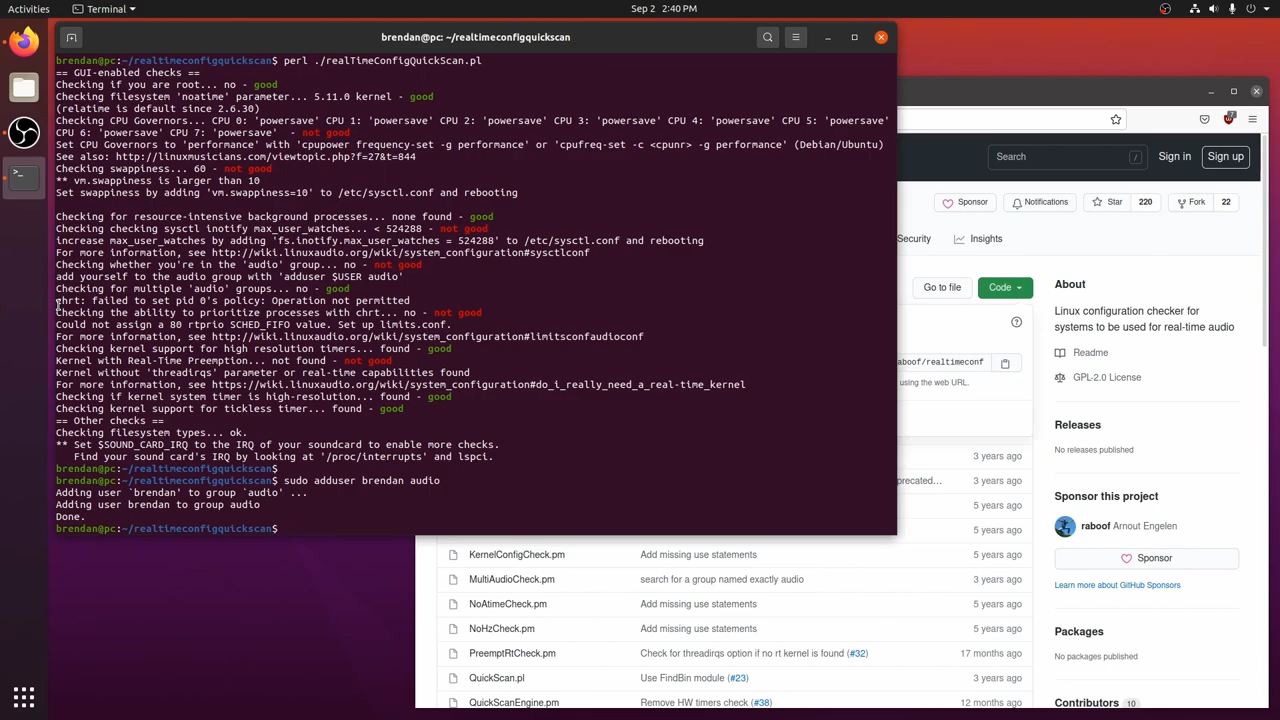 Activities
Terminal
Sep 2 2:40 PM
brendan@pc: ~/realtimeconfigquickscan
brendan@pc:~/realtimeconfigquickscan$ perl ./realTimeConfigQuickScan.pl
== GUI-enabled checks ==
Checking if you are root... no - good
Checking filesystem 'noatime' parameter... 5.11.0 kernel - good
(relatime is default since 2.6.30)
Checking CPU Governors... CPU 0: 'powersave' CPU 1: 'powersave' CPU 2: 'powersave' CPU 3: 'powersave' CPU 4: 'powersave' CPU 5: 'powersave'
CPU 6: 'powersave' CPU 7: 'powersave'  - not good
Set CPU Governors to 'performance' with 'cpupower frequency-set -g performance' or 'cpufreq-set -c <cpunr> -g performance' (Debian/Ubuntu)
See also: http://linuxmusicians.com/viewtopic.php?f=27&t=844
Checking swappiness... 60 - not good
** vm.swappiness is larger than 10
Set swappiness by adding 'vm.swappiness=10' to /etc/sysctl.conf and rebooting
Checking for resource-intensive background processes... none found - good
Checking checking sysctl inotify max_user_watches... < 524288 - not good
increase max_user_watches by adding 'fs.inotify.max_user_watches = 524288' to /etc/sysctl.conf and rebooting
For more information, see http://wiki.linuxaudio.org/wiki/system_configuration#sysctlconf
Checking whether you're in the 'audio' group... no - not good
add yourself to the audio group with 'adduser $USER audio'
Checking for multiple 'audio' groups... no - good
chrt: failed to set pid 0's policy: Operation not permitted
Checking the ability to prioritize processes with chrt... no - not good
Could not assign a 80 rtprio SCHED_FIFO value. Set up limits.conf.
For more information, see http://wiki.linuxaudio.org/wiki/system_configuration#limitsconfaudioconf
Checking kernel support for high resolution timers... found - good
Kernel with Real-Time Preemption... not found - not good
Kernel without 'threadirqs' parameter or real-time capabilities found
For more information, see https://wiki.linuxaudio.org/wiki/system_configuration#do_i_really_need_a_real-time_kernel
Checking if kernel system timer is high-resolution... found - good
Checking kernel support for tickless timer... found - good
== Other checks ==
Checking filesystem types... ok.
** Set $SOUND_CARD_IRQ to the IRQ of your soundcard to enable more checks.
Find your sound card's IRQ by looking at '/proc/interrupts' and lspci.
brendan@pc:~/realtimeconfigquickscan$
brendan@pc:~/realtimeconfigquickscan$ sudo adduser brendan audio
Adding user `brendan' to group `audio' ...
Adding user brendan to group audio
Done.
brendan@pc:~/realtimeconfigquickscan$
Search
/
Sign in
Sign up
Sponsor
Notifications
Star 220
Fork 22
Security
Insights
Go to file
Code
aboof/realtimeconf
using the web URL.
3 years ago
precated… 3 years ago
5 years ago
5 years ago
KernelConfigCheck.pm Add missing use statements 5 years ago
MultiAudioCheck.pm search for a group named exactly audio 3 years ago
NoAtimeCheck.pm Add missing use statements 5 years ago
NoHzCheck.pm Add missing use statements 5 years ago
PreemptRtCheck.pm Check for threadirqs option if no rt kernel is found (#32) 17 months ago
QuickScan.pl Use FindBin module (#23) 5 years ago
QuickScanEngine.pm Remove HW timers check (#38) 12 months ago
About
Linux configuration checker for
systems to be used for real-time audio
Readme
GPL-2.0 License
Releases
No releases published
Sponsor this project
raboof Arnout Engelen
Sponsor
Learn more about GitHub Sponsors
Packages
No packages published
Contributors 10